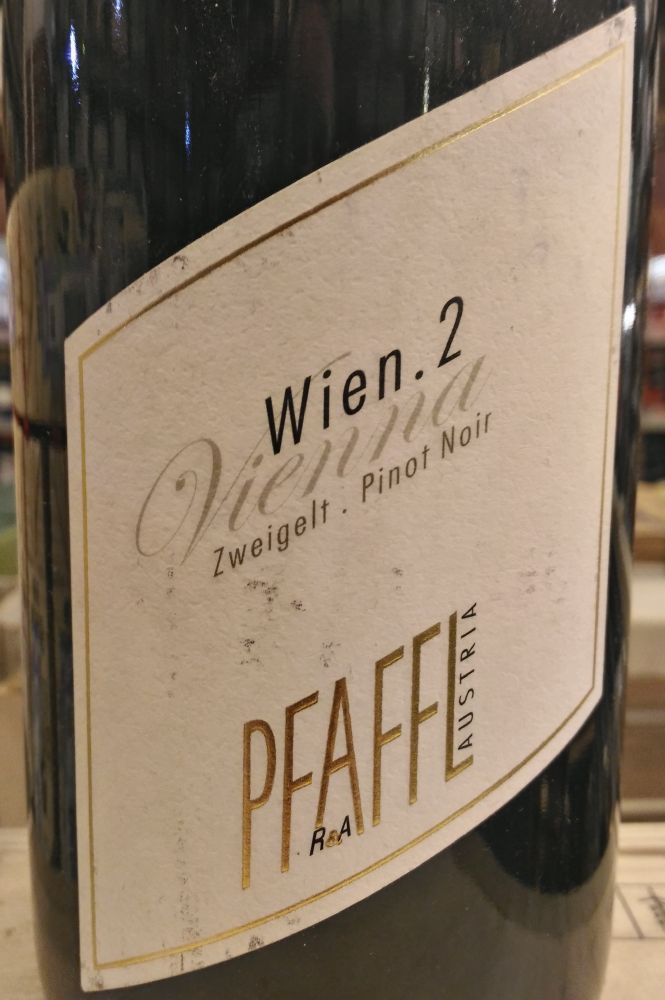 Wien.2
Vienna
Zweigelt . Pinot Noir
PFAFFL
AUSTRIA
R&A